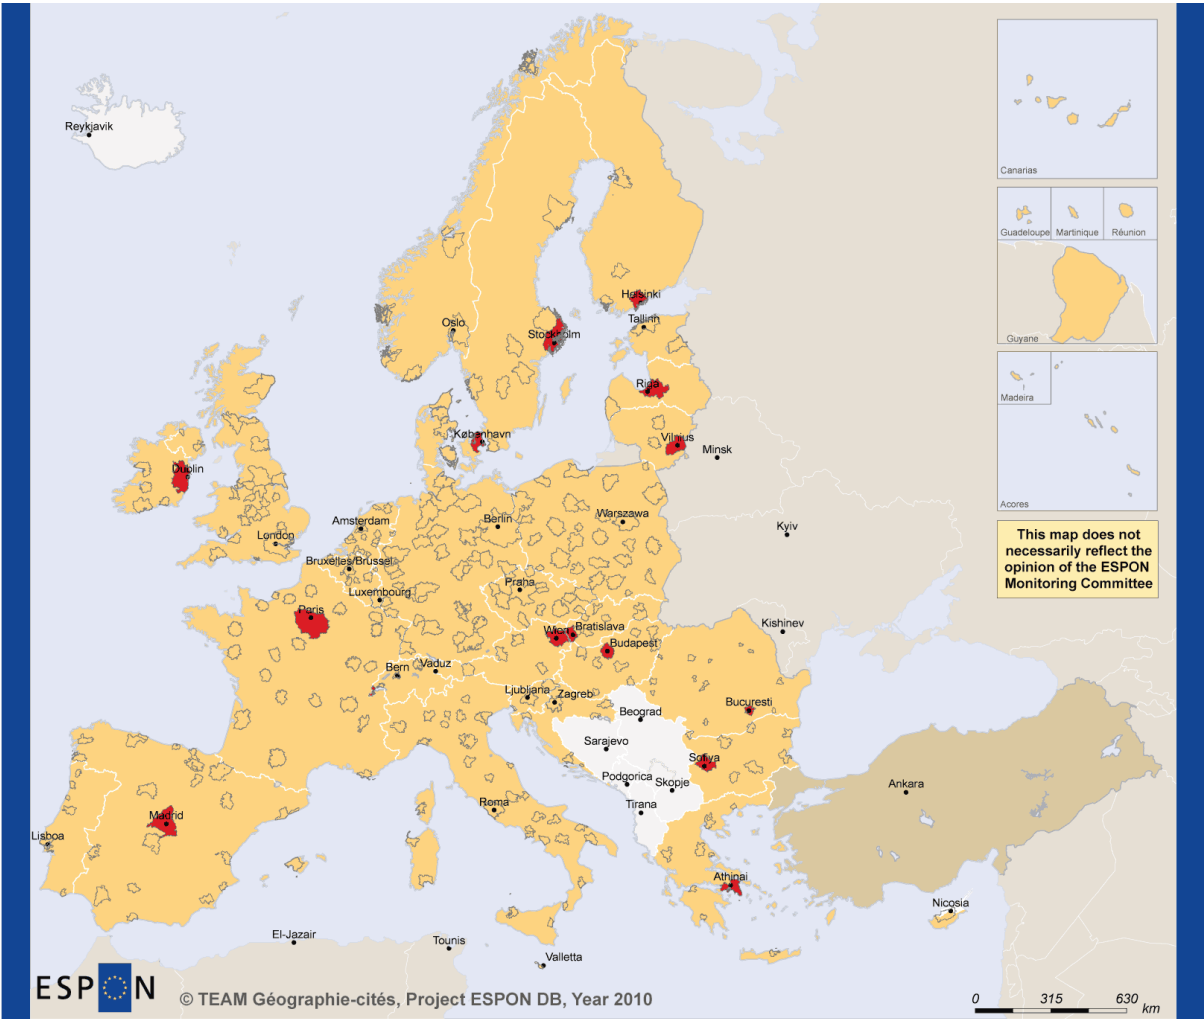 Reykjavik
Canarias
Guadeloupe
Martinique
Réunion
Guyane
Madeira
Acores
This map does not
necessarily reflect the
opinion of the ESPON
Monitoring Committee
Helsinki
Tallinn
Oslo
Stockholm
Riga
København
Vilnius
Minsk
Dublin
Amsterdam
Berlin
Warszawa
London
Kyiv
Bruxelles/Brussel
Praha
Luxembourg
Paris
Kishinev
Wien
Bratislava
Budapest
Bern
Vaduz
Ljubljana
Zagreb
Bucuresti
Beograd
Sarajevo
Sofiya
Podgorica
Skopje
Ankara
Tirana
Roma
Madrid
Lisboa
Athinai
Nicosia
El-Jazair
Tounis
Valletta
ESPON
© TEAM Géographie-cités, Project ESPON DB, Year 2010
0 315 630
km